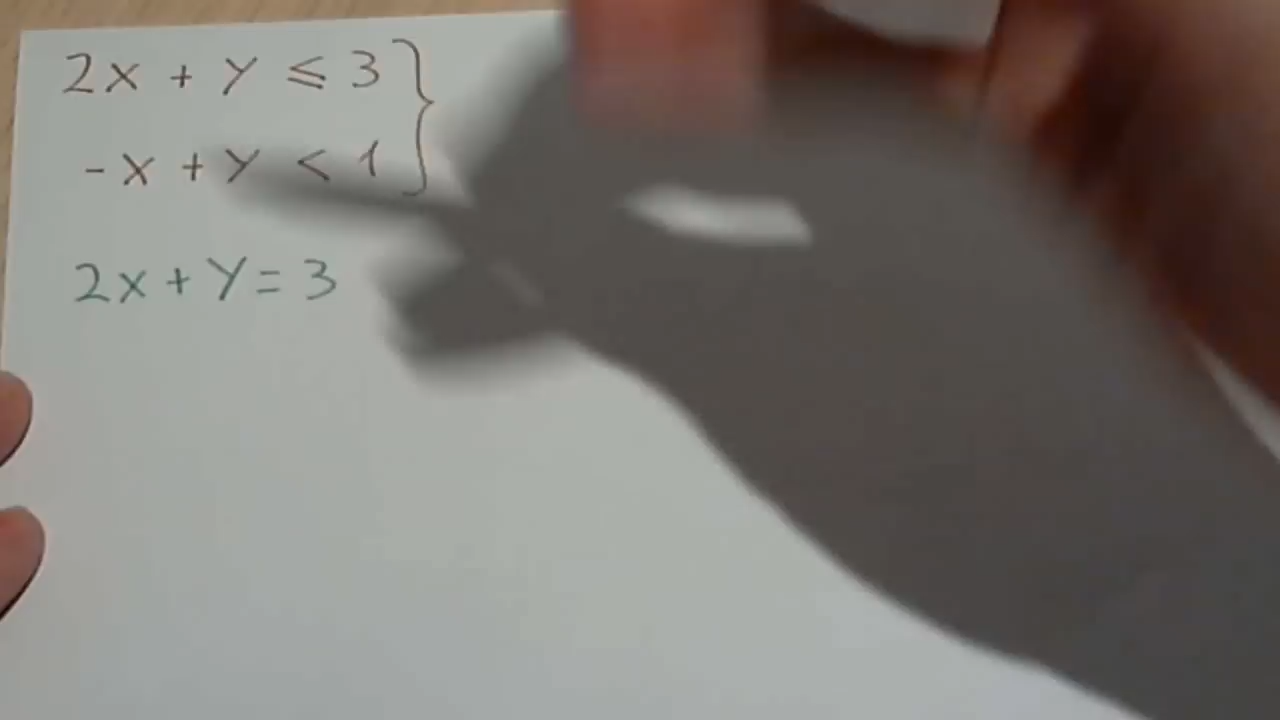 2x + y ≤ 3
-x + y < 1
2x + y = 3